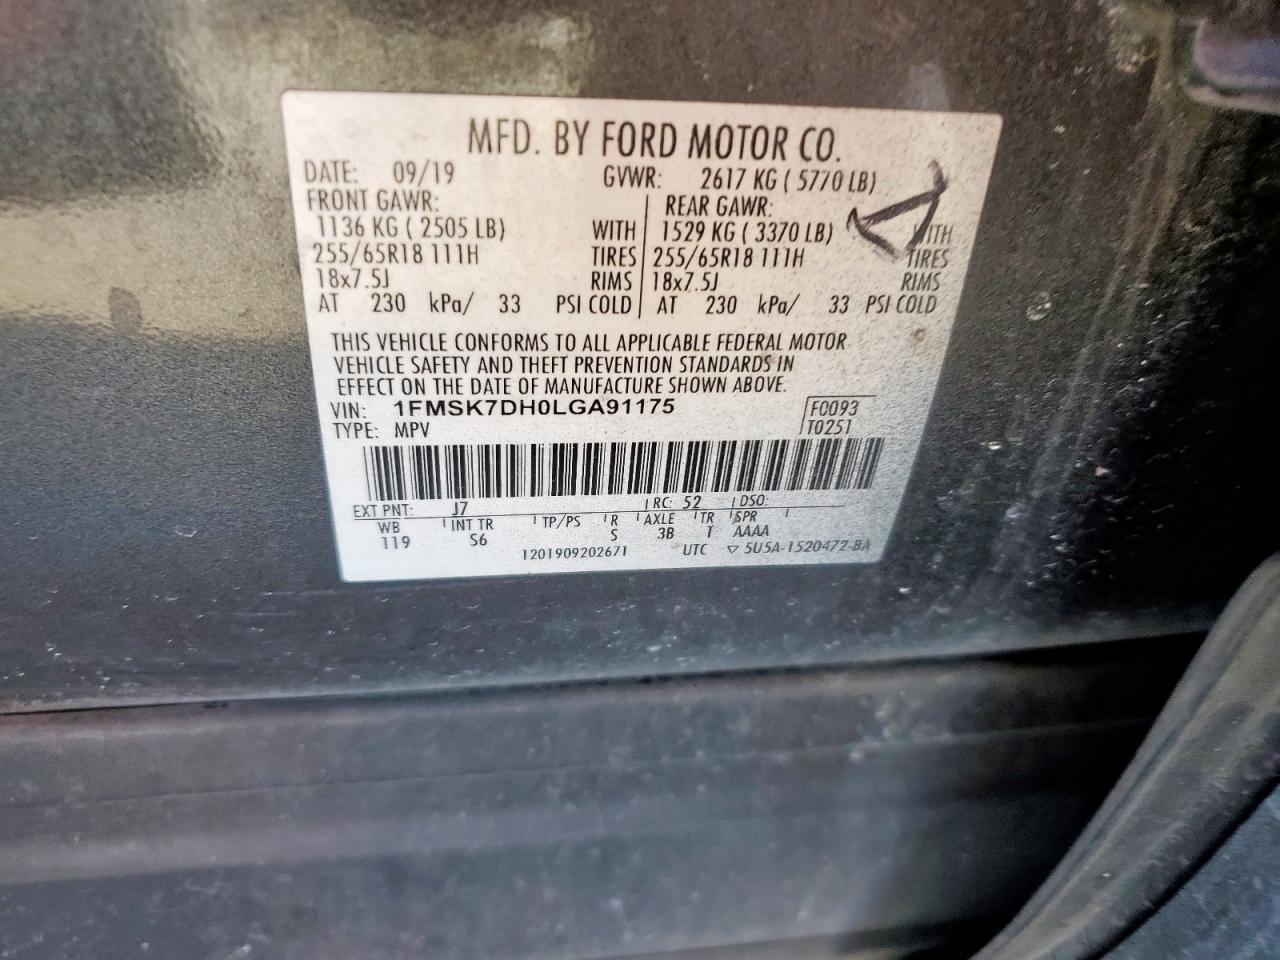 MFD. BY FORD MOTOR CO.
DATE: 09/19 GVWR: 2617 KG ( 5770 LB)
FRONT GAWR: REAR GAWR:
1136 KG ( 2505 LB) WITH 1529 KG ( 3370 LB) WITH
255/65R18 111H TIRES 255/65R18 111H TIRES
18x7.5J RIMS 18x7.5J RIMS
AT 230 kPa/ 33 PSI COLD AT 230 kPa/ 33 PSI COLD
THIS VEHICLE CONFORMS TO ALL APPLICABLE FEDERAL MOTOR
VEHICLE SAFETY AND THEFT PREVENTION STANDARDS IN
EFFECT ON THE DATE OF MANUFACTURE SHOWN ABOVE.
VIN: 1FMSK7DH0LGA91175 F0093
TYPE: MPV T0251
EXT PNT: J7 RC: 52 DSO:
WB INT TR TP/PS R AXLE TR SPR
119 S6 S 3B T AAAA
1201909202671 UTC ▽ 5U5A-1520472-BA